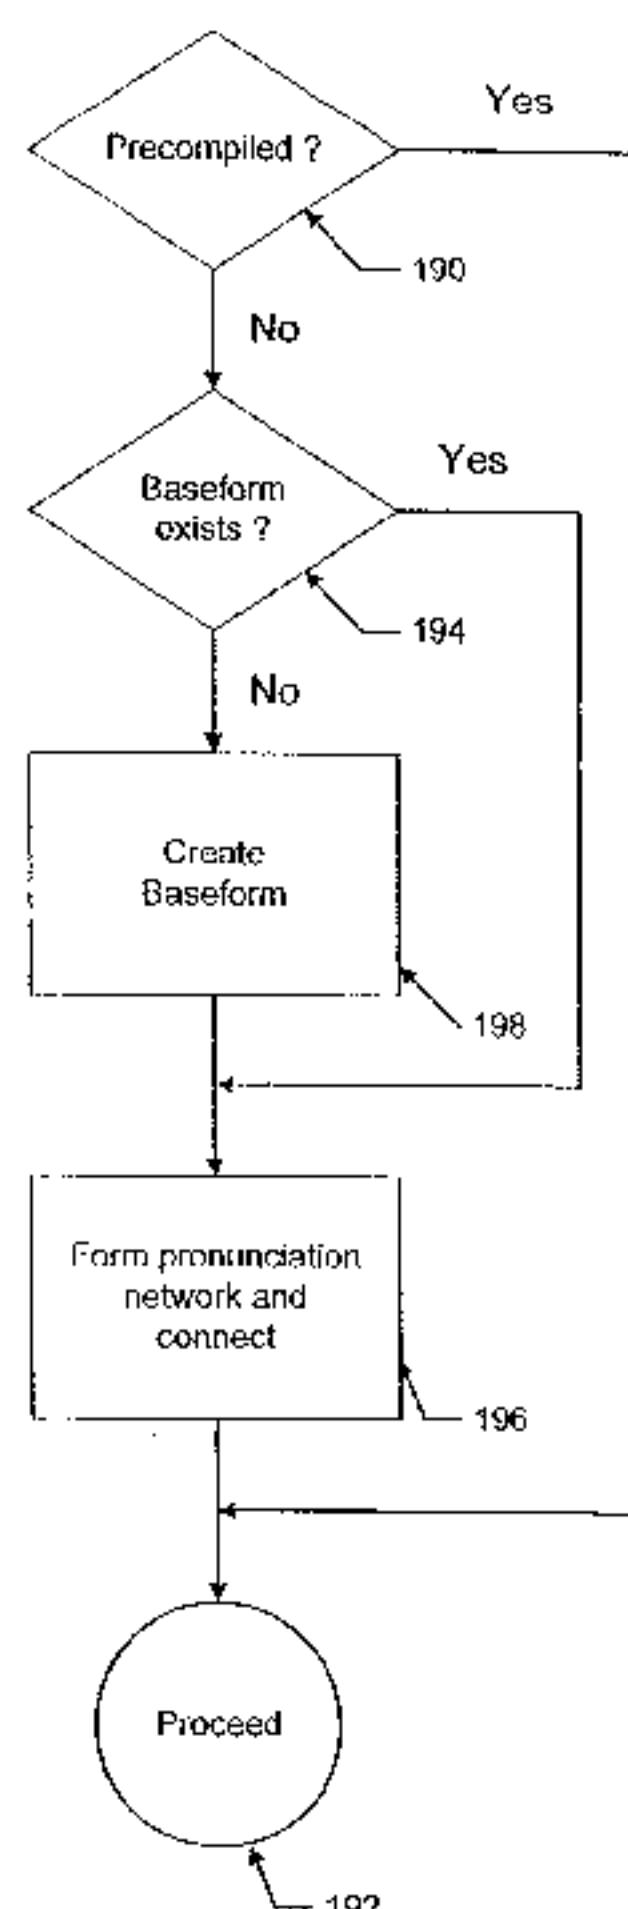 Yes
Precompiled ?
190
No
Yes
Baseform
exists ?
194
No
Create
Baseform
198
Form pronunciation
network and
connect
196
Proceed
192